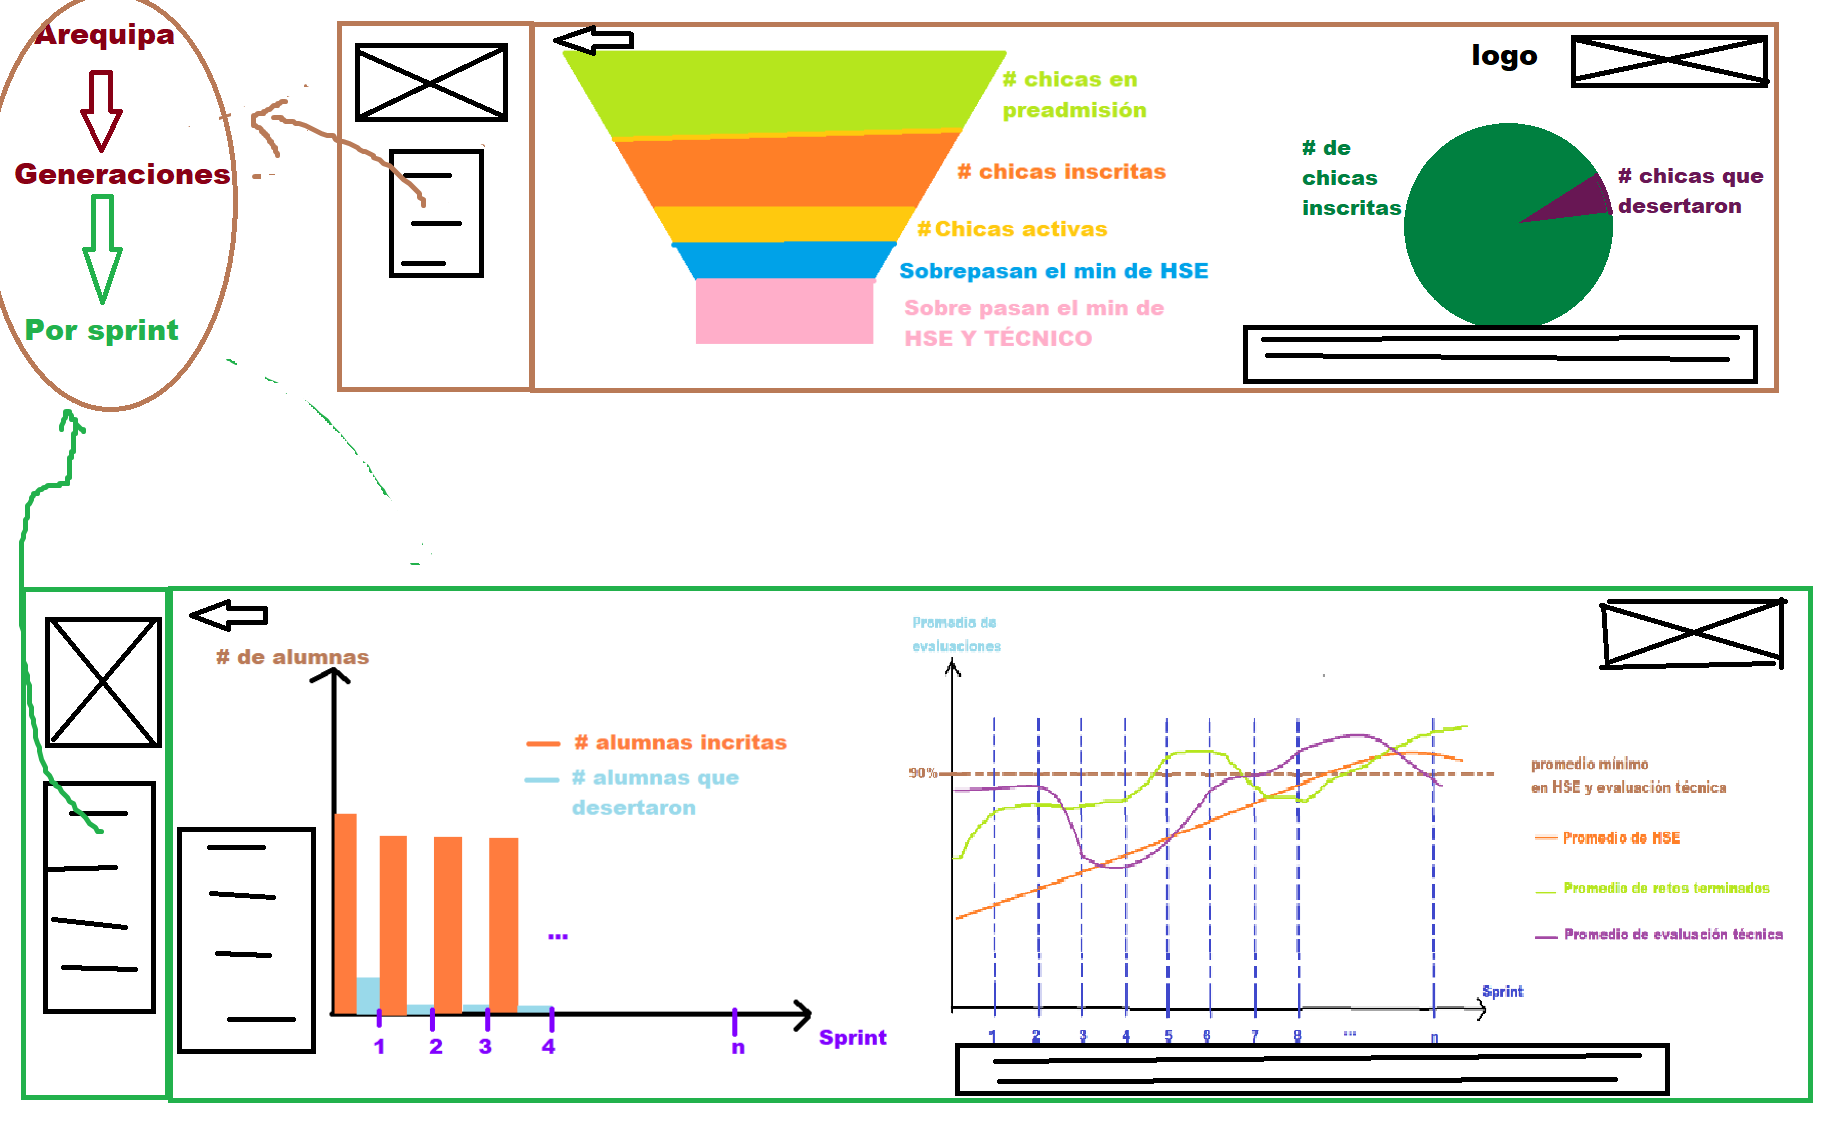 Arequipa
Generaciones
Por sprint
# chicas en
preadmisión
# chicas inscritas
#Chicas activas
Sobrepasan el min de HSE
Sobre pasan el min de
HSE Y TÉCNICO
logo
# de
chicas
inscritas
# chicas que
desertaron
# de alumnas
# alumnas incritas
# alumnas que
desertaron
...
1 2 3 4 n
Sprint
Promedio de
evaluaciones
90%
promedio mínimo
en HSE y evaluación técnica
Promedio de HSE
Promedio de retos terminados
Promedio de evaluación técnica
Sprint
1 2 3 4 5 6 7 8 ... n